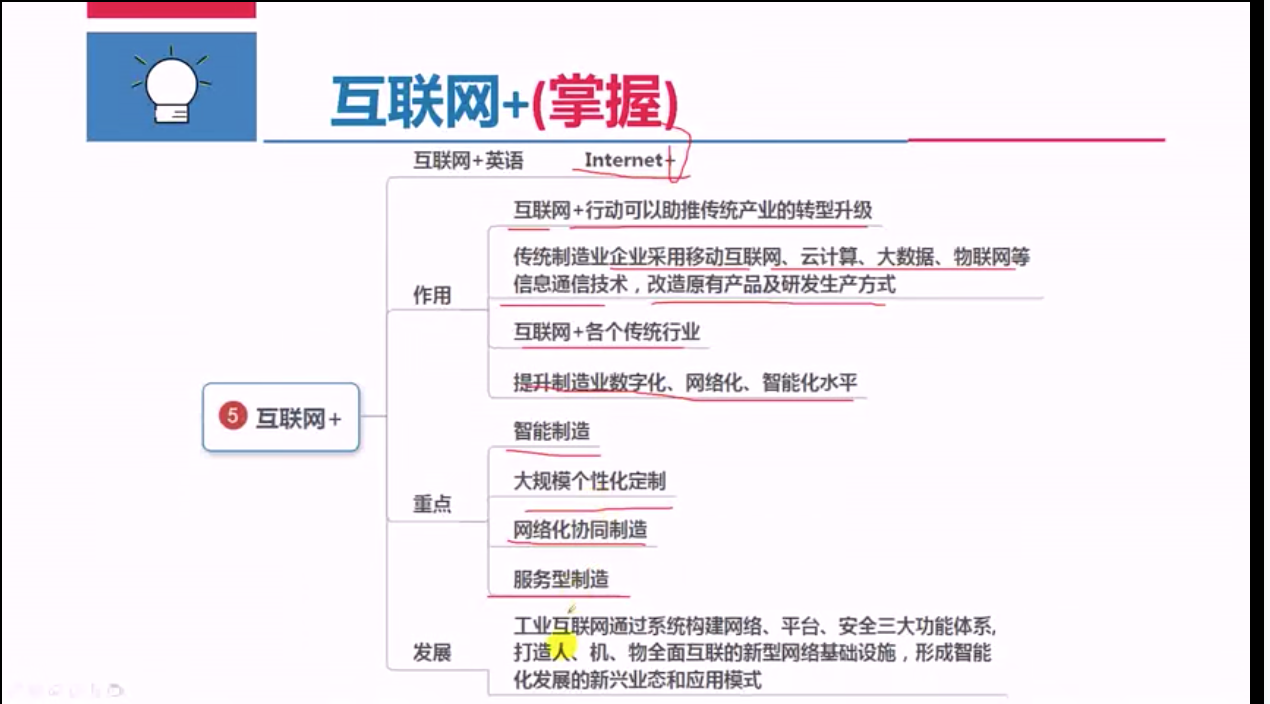 互联网+(掌握)
互联网+英语 Internet+
互联网+行动可以助推传统产业的转型升级
传统制造业企业采用移动互联网、云计算、大数据、物联网等
信息通信技术，改造原有产品及研发生产方式
作用
互联网+各个传统行业
提升制造业数字化、网络化、智能化水平
5 互联网+
智能制造
大规模个性化定制
重点
网络化协同制造
服务型制造
工业互联网通过系统构建网络、平台、安全三大功能体系,
发展
打造人、机、物全面互联的新型网络基础设施，形成智能
化发展的新兴业态和应用模式